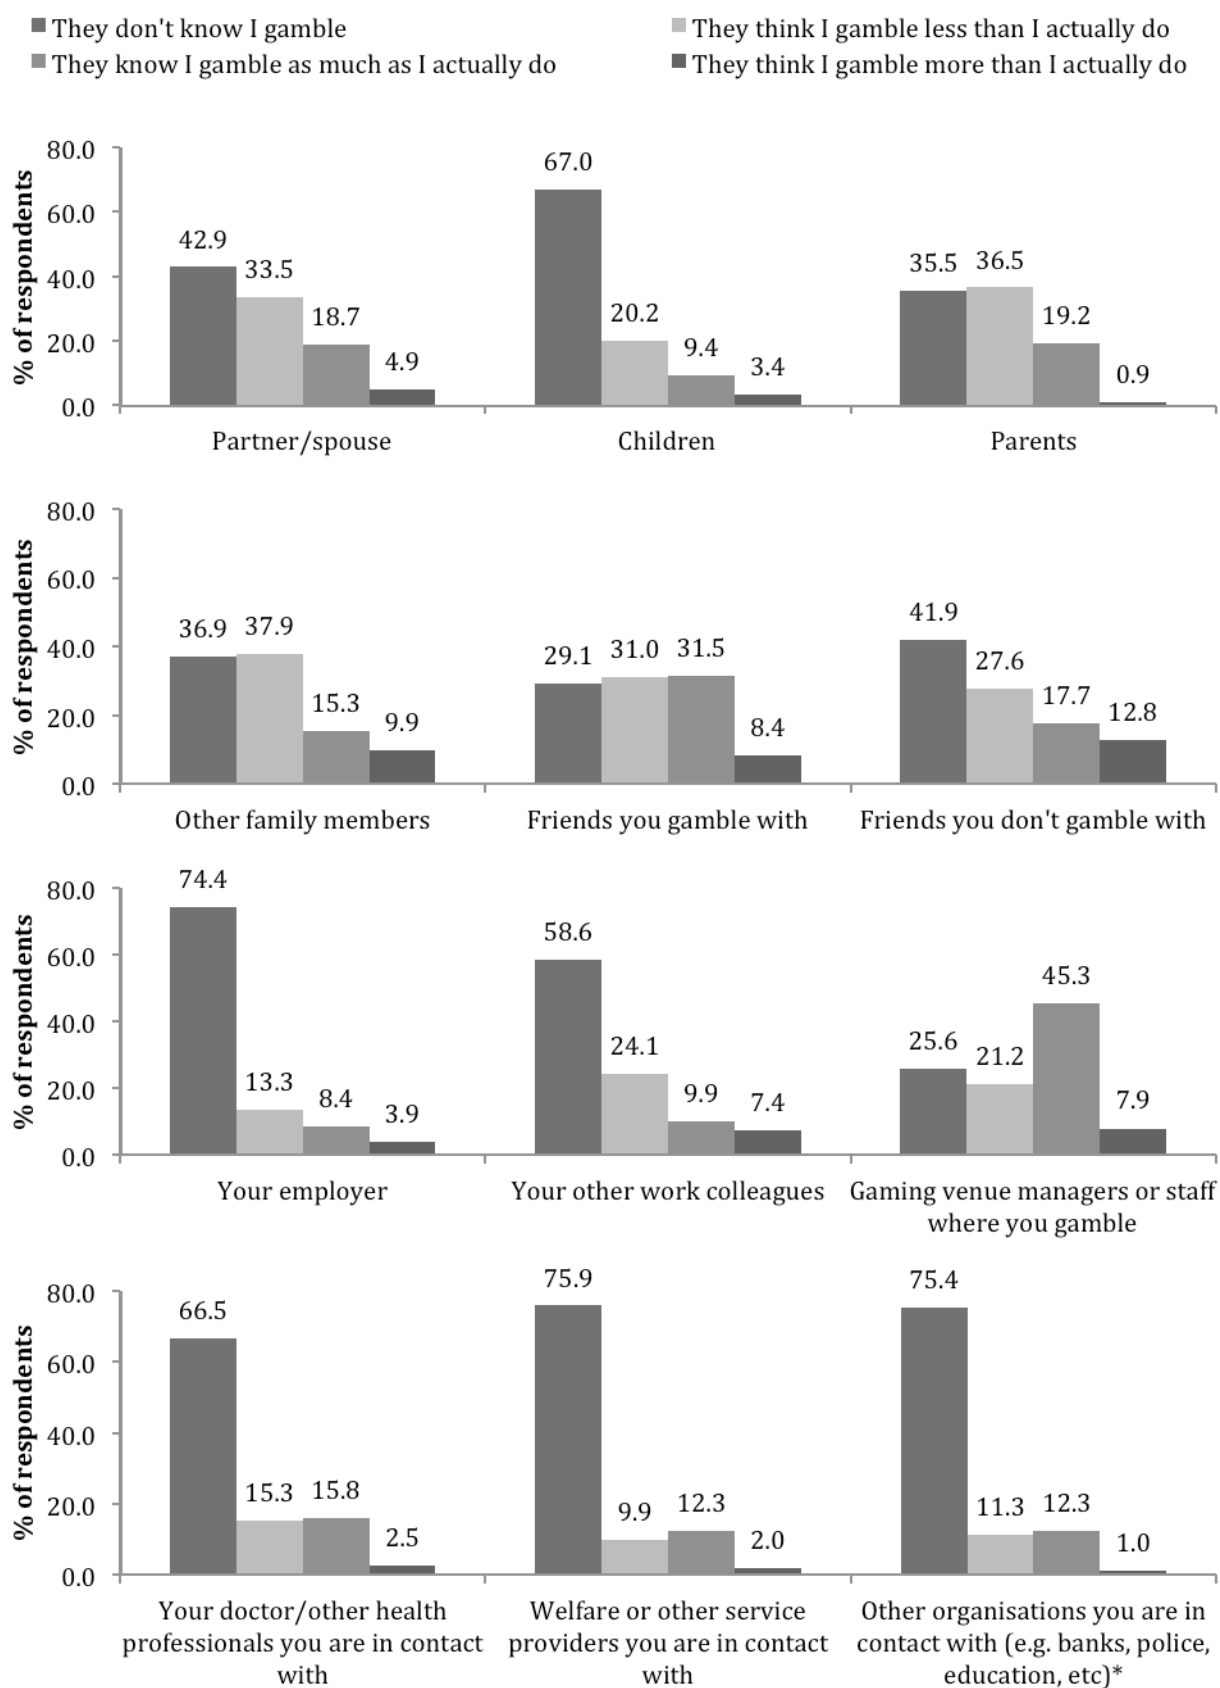 They don't know I gamble
They think I gamble less than I actually do
They know I gamble as much as I actually do
They think I gamble more than I actually do
% of respondents
80.0
60.0
40.0
20.0
0.0
42.9
33.5
18.7
4.9
67.0
20.2
9.4
3.4
35.5
36.5
19.2
0.9
Partner/spouse
Children
Parents
% of respondents
80.0
60.0
40.0
20.0
0.0
36.9
37.9
15.3
9.9
29.1
31.0
31.5
8.4
41.9
27.6
17.7
12.8
Other family members
Friends you gamble with
Friends you don't gamble with
% of respondents
80.0
60.0
40.0
20.0
0.0
74.4
13.3
8.4
3.9
58.6
24.1
9.9
7.4
25.6
21.2
45.3
7.9
Your employer
Your other work colleagues
Gaming venue managers or staff
where you gamble
% of respondents
80.0
60.0
40.0
20.0
0.0
66.5
15.3
15.8
2.5
75.9
9.9
12.3
2.0
75.4
11.3
12.3
1.0
Your doctor/other health
professionals you are in contact
with
Welfare or other service
providers you are in contact
with
Other organisations you are in
contact with (e.g. banks, police,
education, etc)*